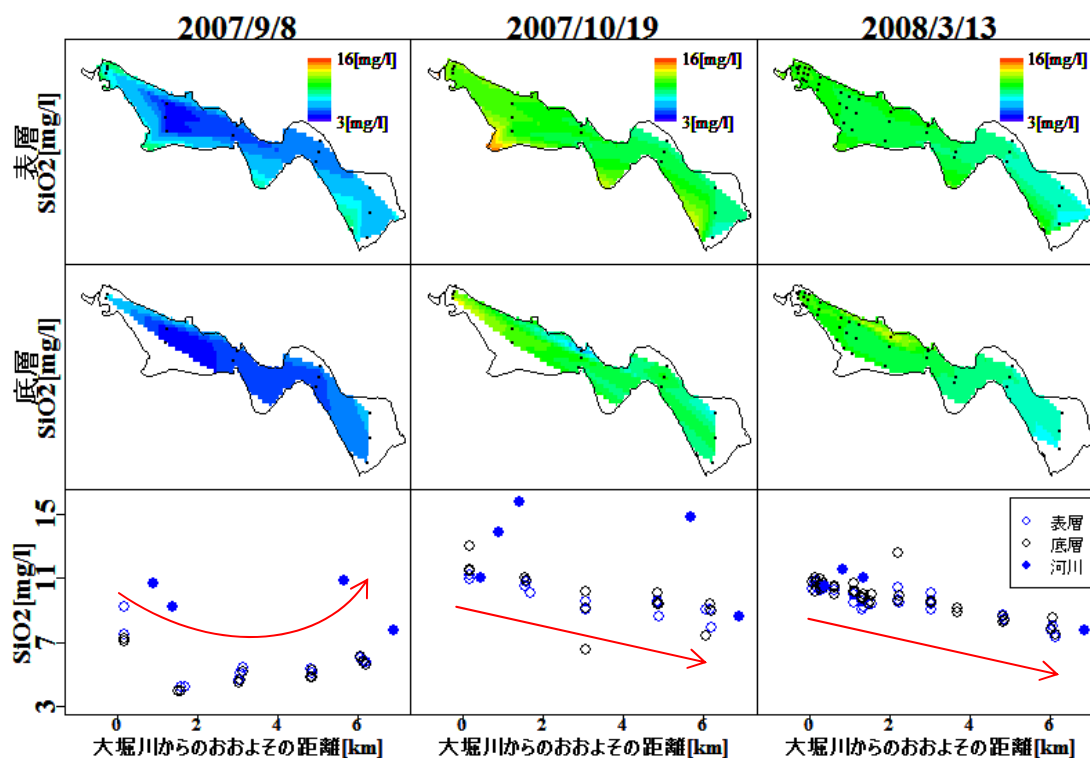 2007/9/8
2007/10/19
2008/3/13
表層
SiO2[mg/l]
16[mg/l]
3[mg/l]
16[mg/l]
3[mg/l]
16[mg/l]
3[mg/l]
底層
SiO2[mg/l]
SiO2[mg/l]
15
11
7
3
表層
底層
河川
0 2 4 6
0 2 4 6
0 2 4 6
大堀川からのおおよその距離[km]
大堀川からのおおよその距離[km]
大堀川からのおおよその距離[km]